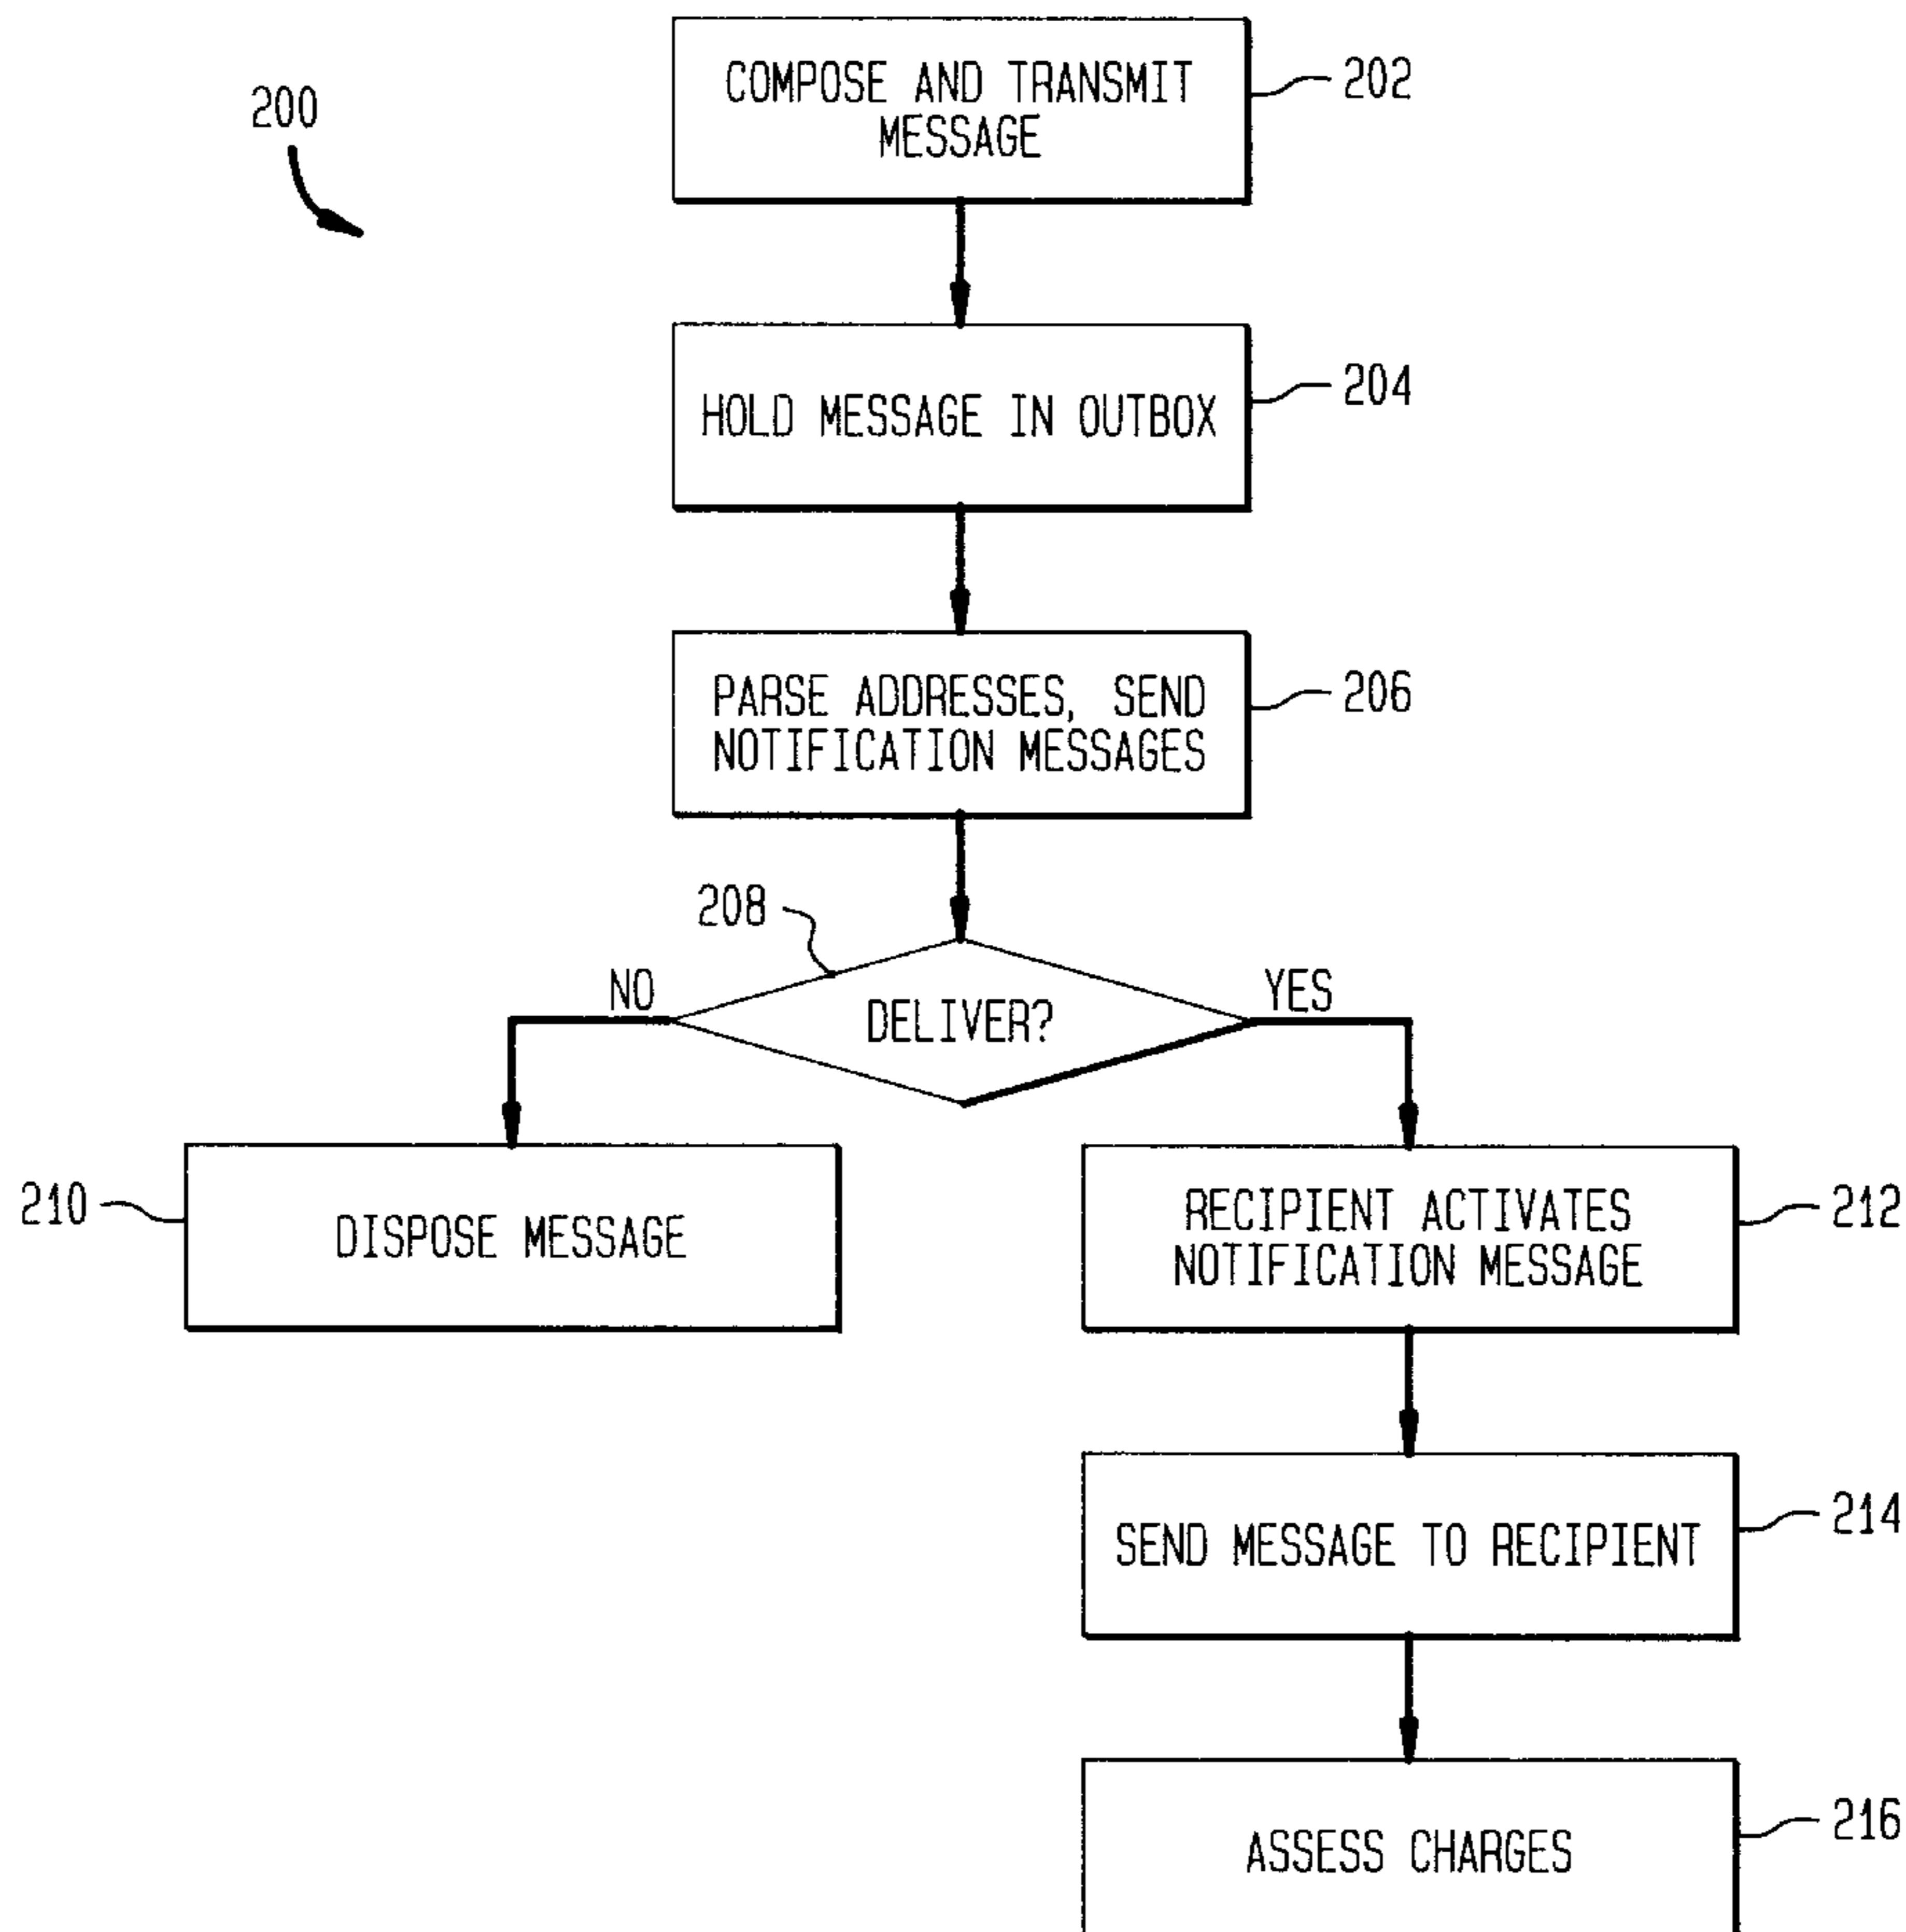 200
COMPOSE AND TRANSMIT
MESSAGE
202
HOLD MESSAGE IN OUTBOX
204
PARSE ADDRESSES, SEND
NOTIFICATION MESSAGES
206
208
DELIVER?
NO
YES
210
DISPOSE MESSAGE
RECIPIENT ACTIVATES
NOTIFICATION MESSAGE
212
SEND MESSAGE TO RECIPIENT
214
ASSESS CHARGES
216